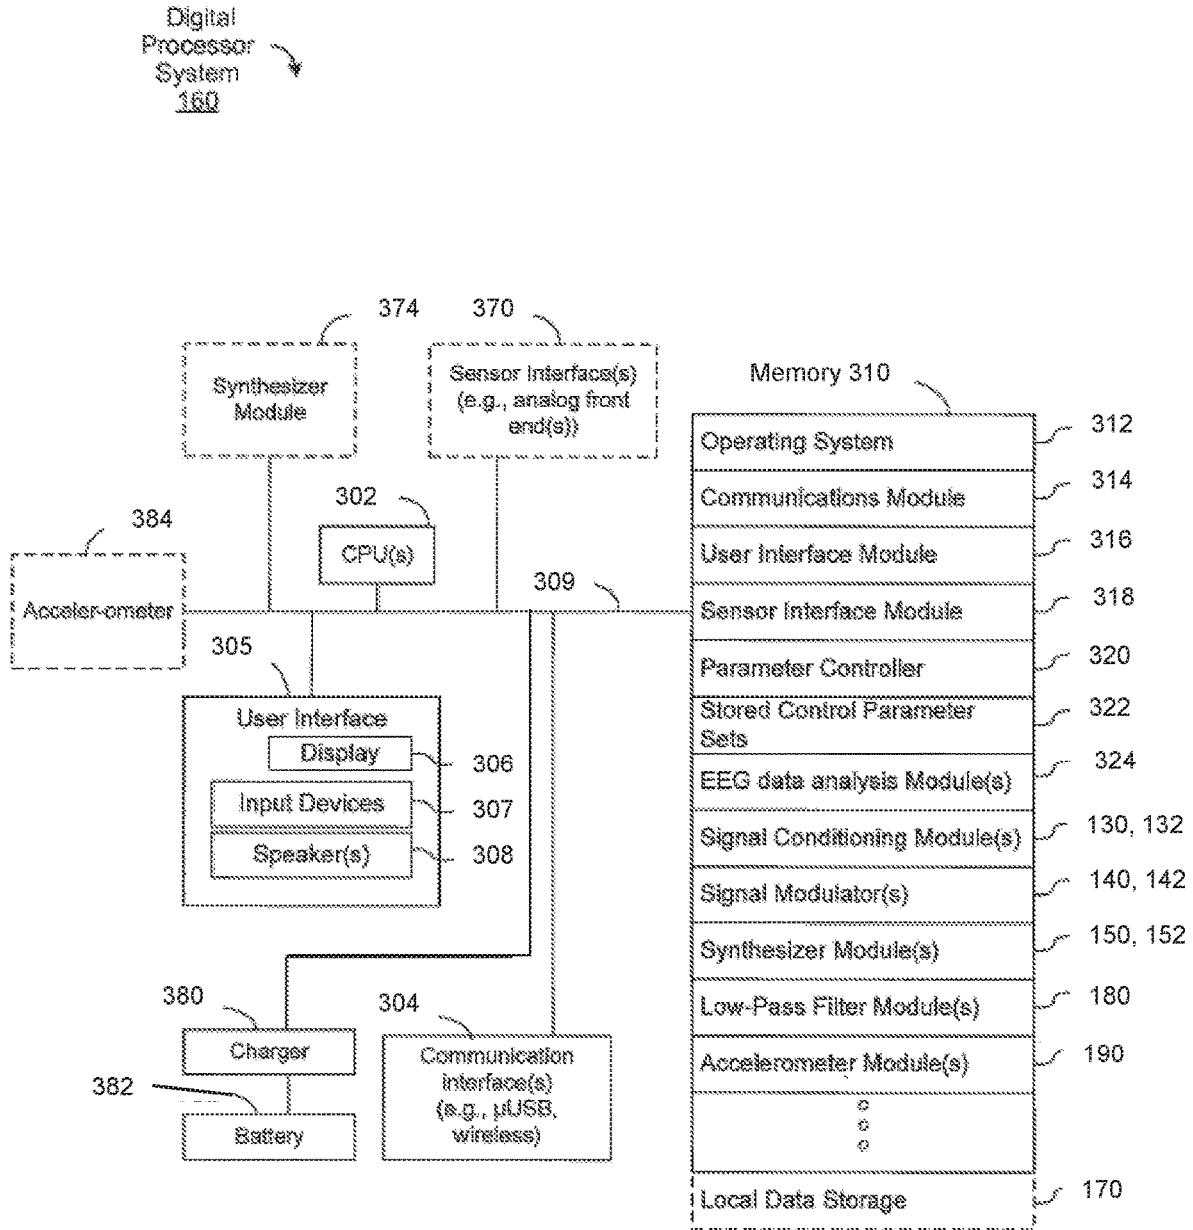 Digital
Processor
System
160
374
370
Synthesizer
Module
Sensor Interface(s)
(e.g., analog front
end(s))
Memory 310
Operating System
312
Communications Module
314
User Interface Module
316
Sensor Interface Module
318
Parameter Controller
320
Stored Control Parameter
Sets
322
EEG data analysis Module(s)
324
Signal Conditioning Module(s)
130, 132
Signal Modulator(s)
140, 142
Synthesizer Module(s)
150, 152
Low-Pass Filter Module(s)
180
Accelerometer Module(s)
190
Local Data Storage
170
384
302
CPU(s)
309
Acceler-ometer
305
User Interface
Display
306
Input Devices
307
Speaker(s)
308
380
304
Charger
382
Battery
Communication
interface(s)
(e.g., µUSB,
wireless)